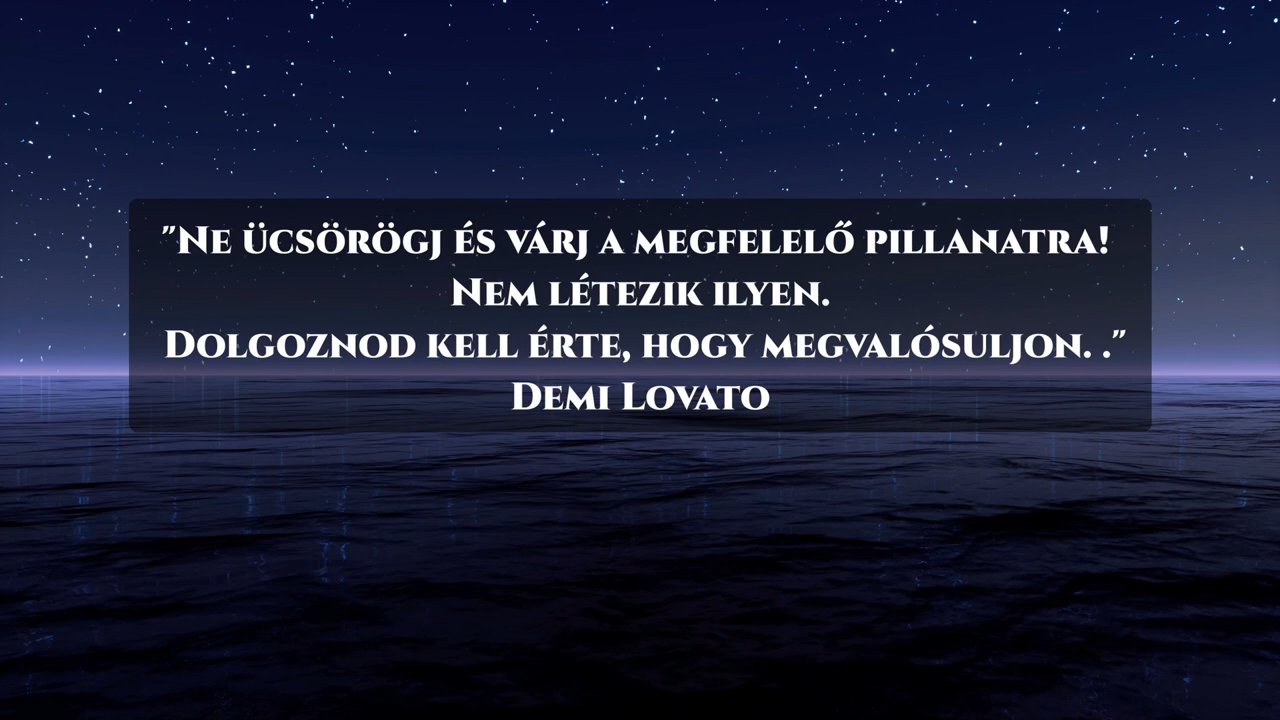 "Ne ücsörögj és várj a megfelelő pillanatra!
Nem létezik ilyen.
Dolgoznod kell érte, hogy megvalósuljon. ."
Demi Lovato